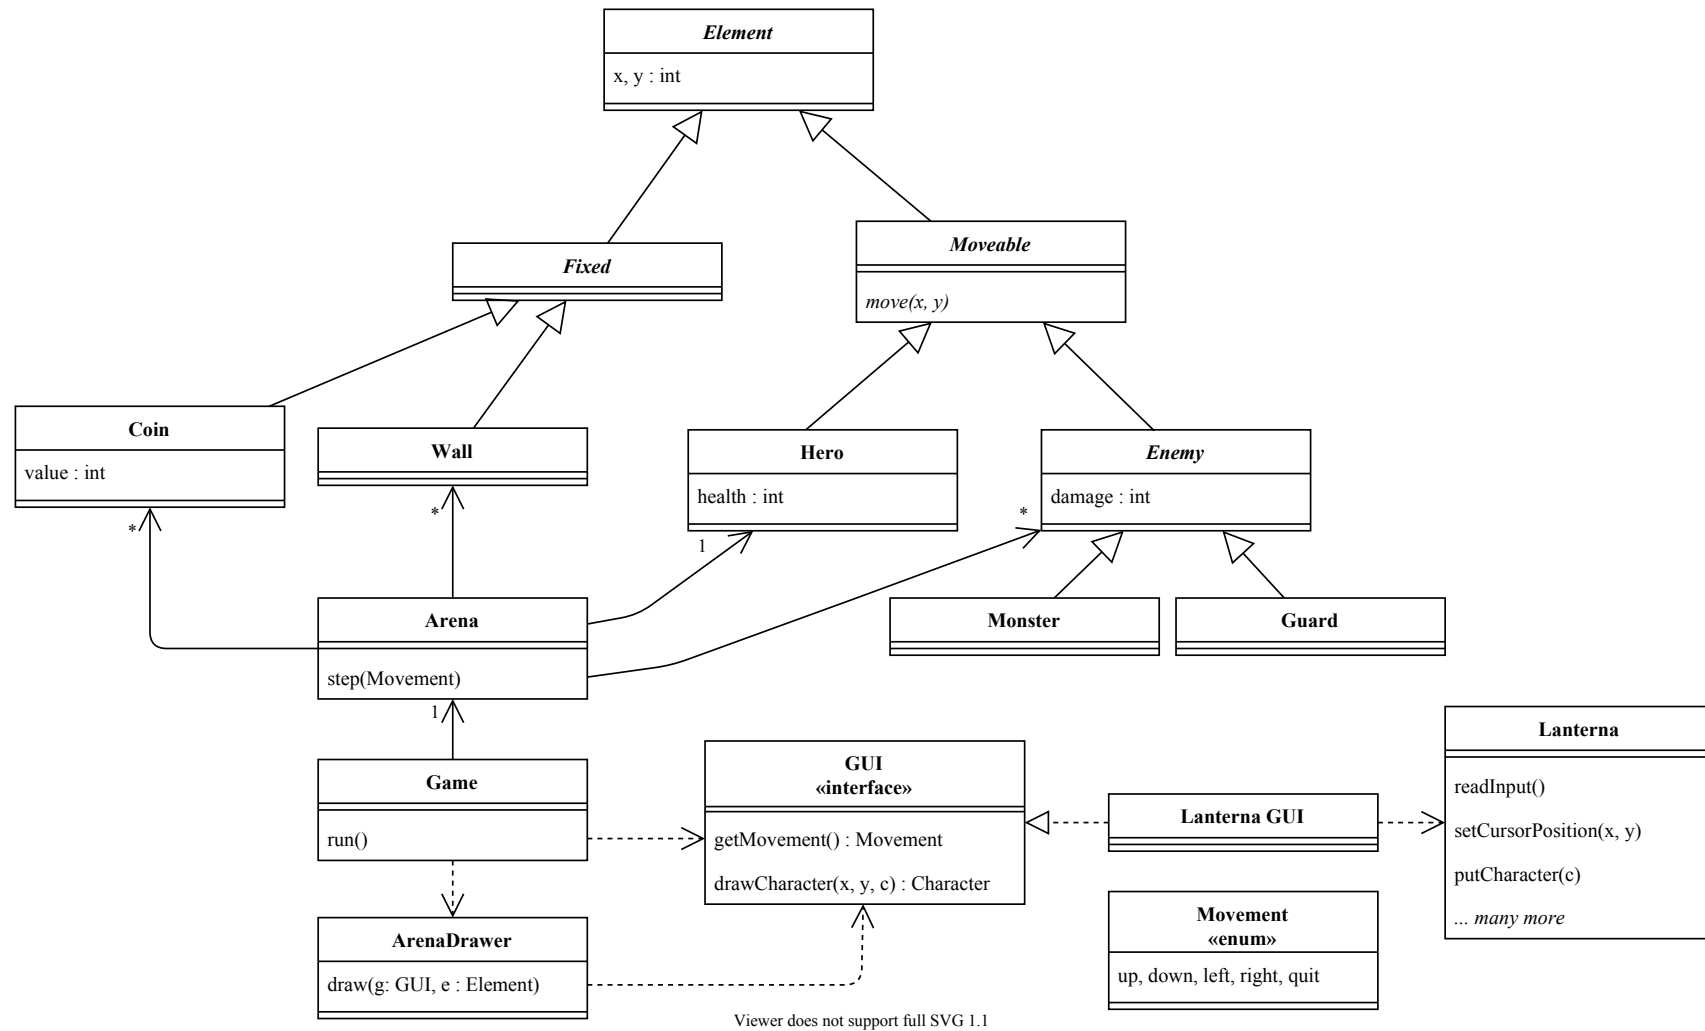 Element
x, y : int
Fixed
Moveable
move(x, y)
Coin
value : int
Wall
Hero
health : int
Enemy
damage : int
*
*
1
*
Arena
step(Movement)
Monster
Guard
1
Game
run()
GUI
«interface»
getMovement() : Movement
drawCharacter(x, y, c) : Character
Lanterna GUI
Lanterna
readInput()
setCursorPosition(x, y)
putCharacter(c)
... many more
ArenaDrawer
draw(g: GUI, e : Element)
Movement
«enum»
up, down, left, right, quit
Viewer does not support full SVG 1.1